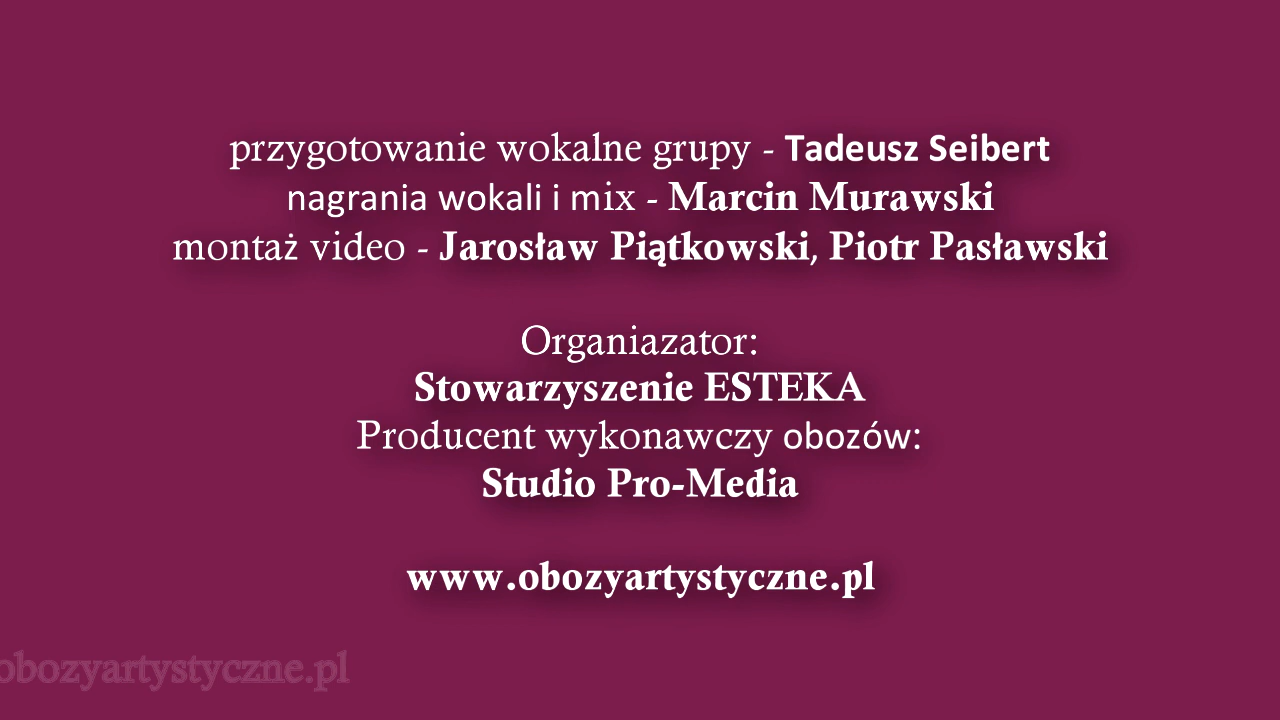 przygotowanie wokalne grupy - Tadeusz Seibert
nagrania wokali i mix - Marcin Murawski
montaż video - Jarosław Piątkowski, Piotr Pasławski
Organiazator:
Stowarzyszenie ESTEKA
Producent wykonawczy obozów:
Studio Pro-Media
www.obozyartystyczne.pl
obozyartystyczne.pl